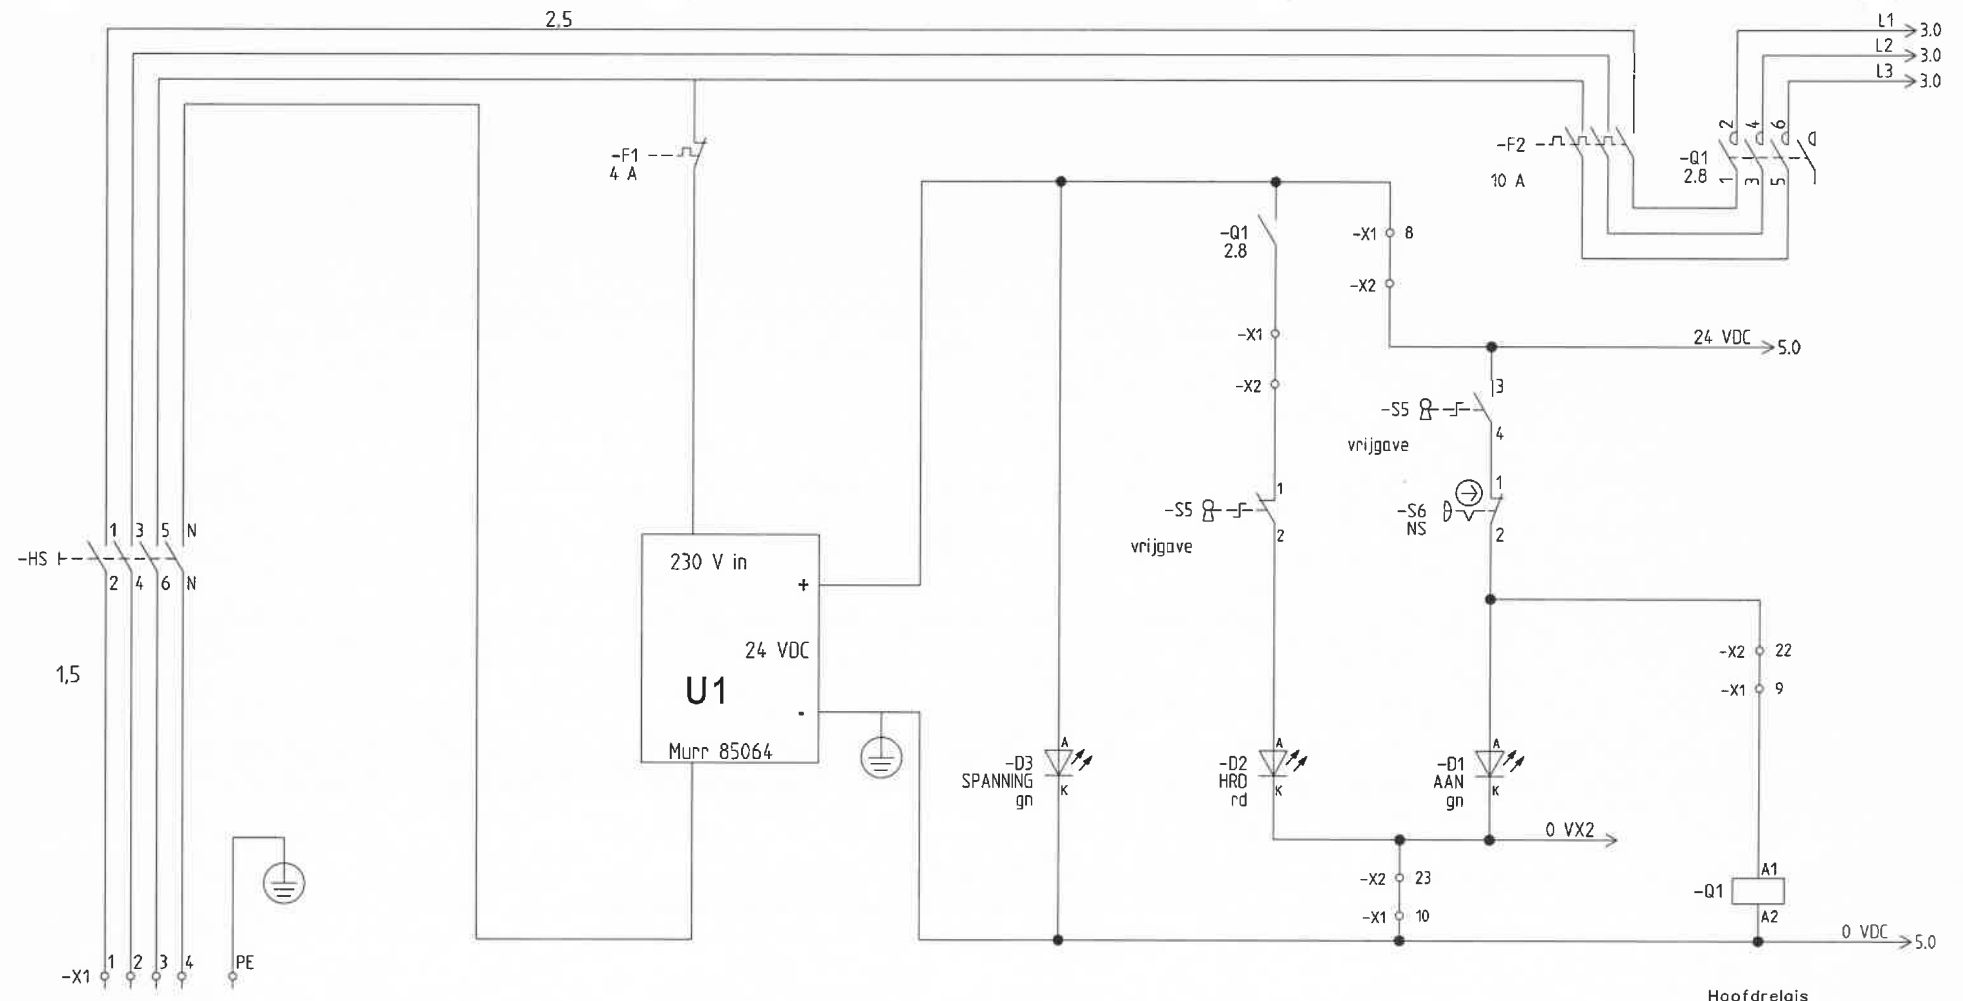 2,5
L1
3.0
L2
3.0
L3
3.0
-F1
4 A
-F2
10 A
-Q1
2.8
2 4 6
1 3 5
-Q1
2.8
-X1 8
-X2
-X1
-X2
24 VDC 5.0
3
-S5
4
vrijgave
1
-S5
2
vrijgave
1
-S6
NS
2
1 3 5 N
-HS
2 4 6 N
1,5
230 V in
+
24 VDC
U1
-
Murr 85064
-X2 22
-X1 9
A
-D3
SPANNING
gn
K
A
-D2
HRD
rd
K
A
-D1
AAN
gn
K
0 VX2
-X2 23
-X1 10
A1
-Q1
A2
0 VDC 5.0
-X1 1 2 3 4 PE
Hoofdrelais